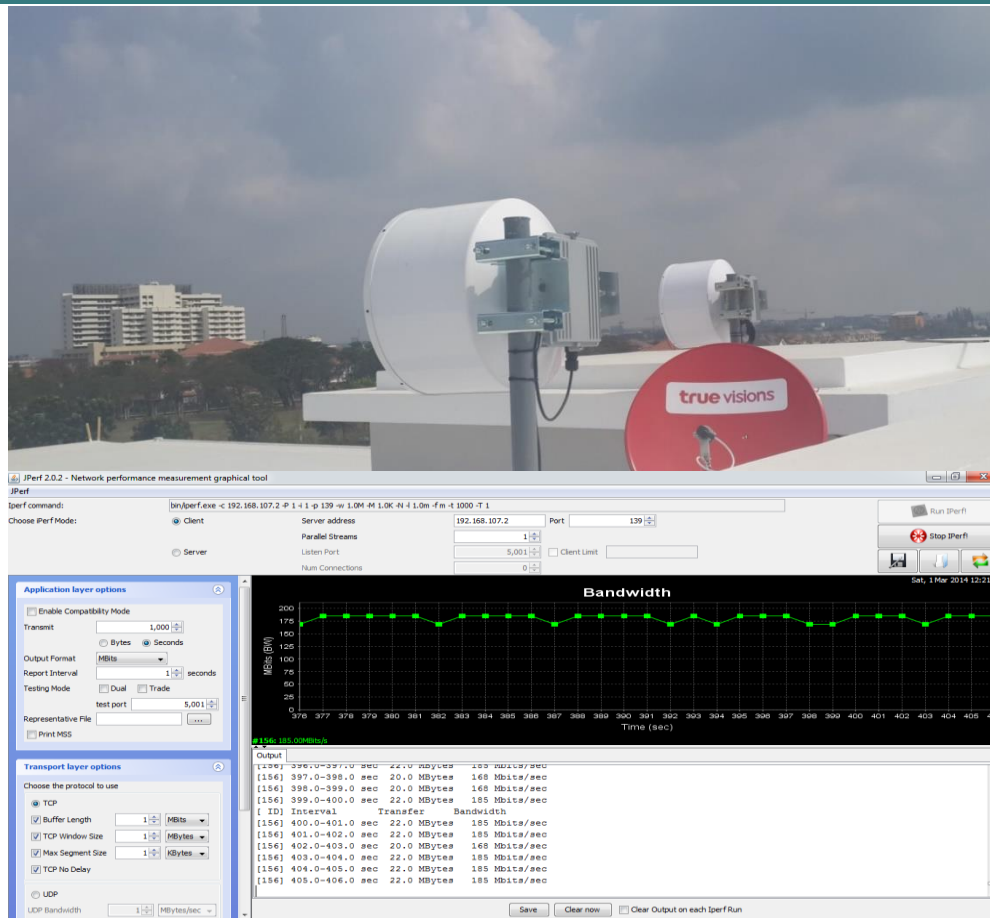 true visions
JPerf 2.0.2 - Network performance measurement graphical tool
JPerf
Iperf command: bin/iperf.exe -c 192.168.107.2 -P 1 -i 1 -p 139 -w 1.0M -M 1.0K -N -l 1.0m -f m -t 1000 -T 1
Run IPerf!
Choose iPerf Mode: Client Server address 192.168.107.2 Port 139
Parallel Streams 1
Stop IPerf!
Server Listen Port 5,001 Client Limit
Num Connections 0
Sat, 1 Mar 2014 12:21
Application layer options
Enable Compatibility Mode
Transmit 1,000
Bytes Seconds
Output Format MBits
Report Interval 1 seconds
Testing Mode Dual Trade
test port 5,001
Representative File ...
Print MSS
Transport layer options
Choose the protocol to use
TCP
Buffer Length 1 MBits
TCP Window Size 1 MBytes
Max Segment Size 1 KBytes
TCP No Delay
UDP
UDP Bandwidth 1 MBytes/sec
Bandwidth
MBits (BW)
200
175
150
125
100
75
50
25
0
376 377 378 379 380 381 382 383 384 385 386 387 388 389 390 391 392 393 394 395 396 397 398 399 400 401 402 403 404 405
Time (sec)
#156: 185.00MBits/s
Output
[156] 396.0-397.0 sec 22.0 MBytes 185 Mbits/sec
[156] 397.0-398.0 sec 20.0 MBytes 168 Mbits/sec
[156] 398.0-399.0 sec 20.0 MBytes 168 Mbits/sec
[156] 399.0-400.0 sec 22.0 MBytes 185 Mbits/sec
[ ID] Interval Transfer Bandwidth
[156] 400.0-401.0 sec 22.0 MBytes 185 Mbits/sec
[156] 401.0-402.0 sec 22.0 MBytes 185 Mbits/sec
[156] 402.0-403.0 sec 20.0 MBytes 168 Mbits/sec
[156] 403.0-404.0 sec 22.0 MBytes 185 Mbits/sec
[156] 404.0-405.0 sec 22.0 MBytes 185 Mbits/sec
[156] 405.0-406.0 sec 22.0 MBytes 185 Mbits/sec
Save Clear now Clear Output on each Iperf Run